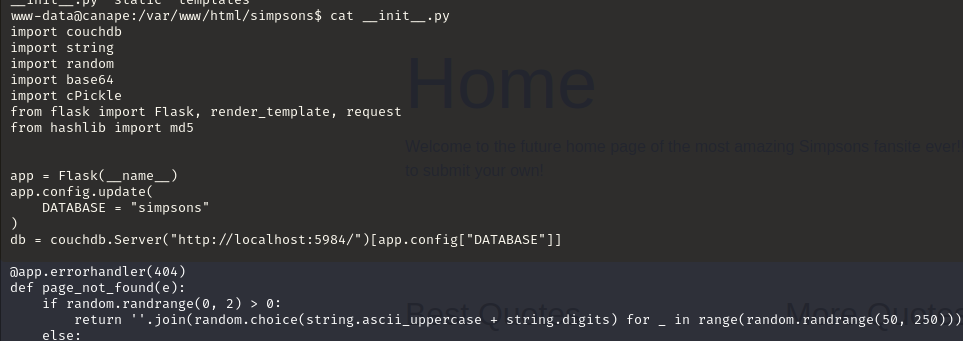 __init__.py static templates
www-data@canape:/var/www/html/simpsons$ cat __init__.py
import couchdb
import string
import random
import base64
import cPickle
from flask import Flask, render_template, request
from hashlib import md5
app = Flask(__name__)
app.config.update(
    DATABASE = "simpsons"
)
db = couchdb.Server("http://localhost:5984/")[app.config["DATABASE"]]
@app.errorhandler(404)
def page_not_found(e):
    if random.randrange(0, 2) > 0:
        return ''.join(random.choice(string.ascii_uppercase + string.digits) for _ in range(random.randrange(50, 250)))
    else:
Home
Welcome to the future home page of the most amazing Simpsons fansite ever!
to submit your own!
Best Quotes
More Quotes